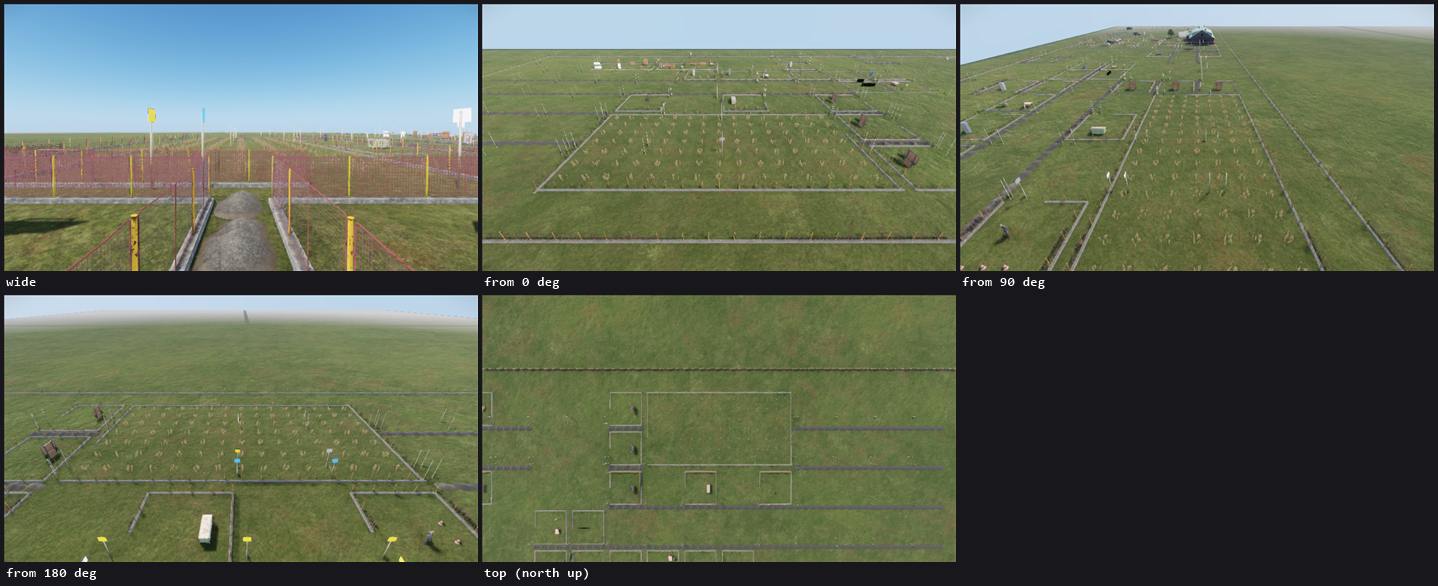 wide
from 0 deg
from 90 deg
from 180 deg
top (north up)